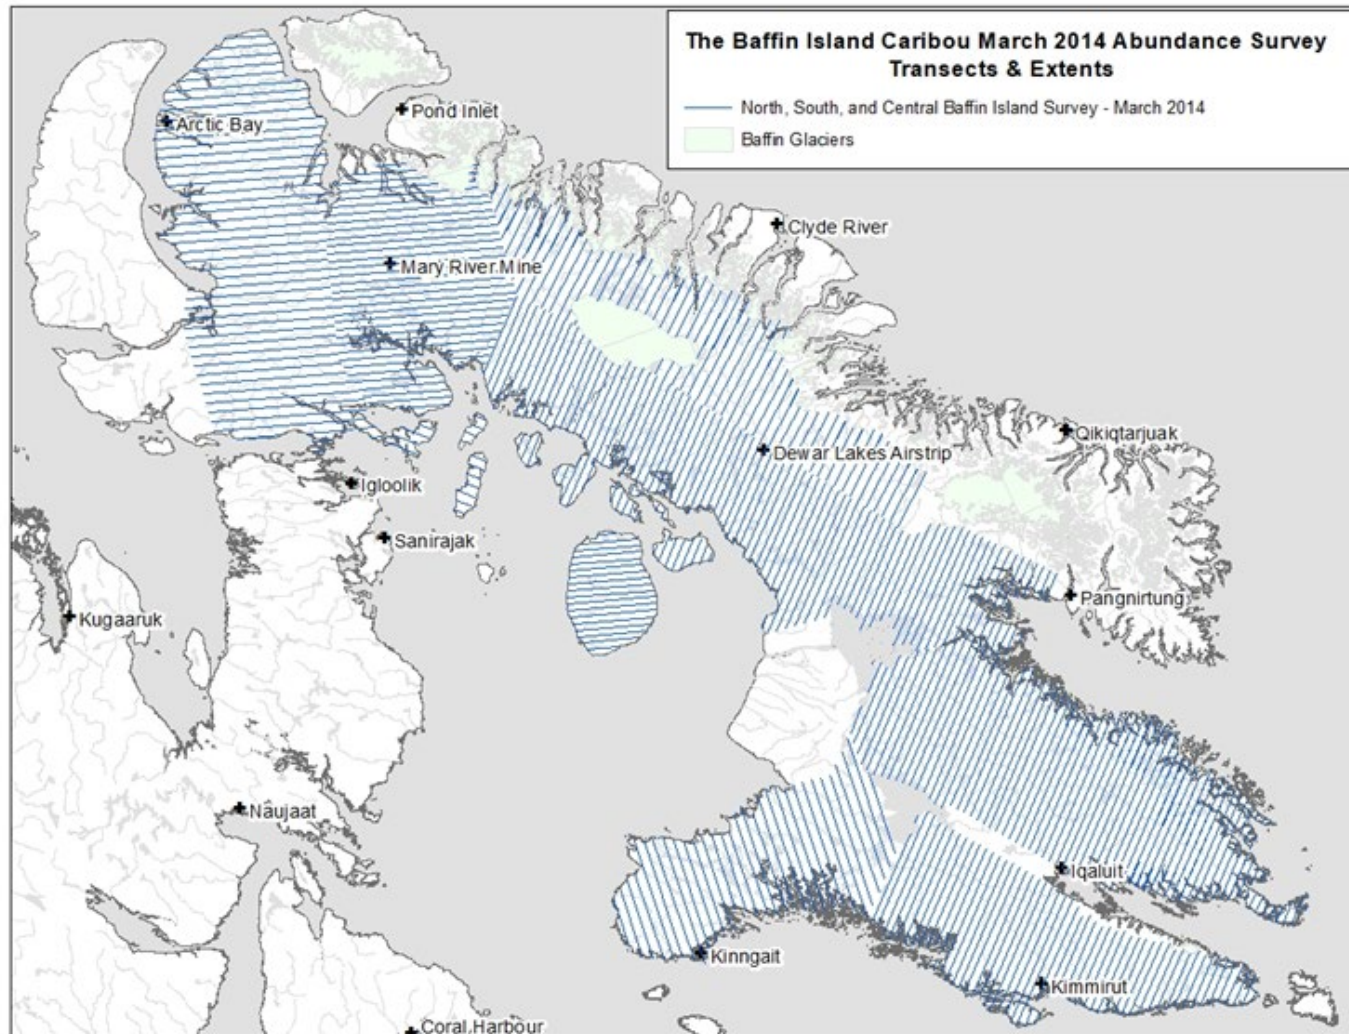 The Baffin Island Caribou March 2014 Abundance Survey
Transects & Extents
North, South, and Central Baffin Island Survey - March 2014
Baffin Glaciers
Pond Inlet
Arctic Bay
Clyde River
Mary River Mine
Qikiqtarjuak
Dewar Lakes Airstrip
Igloolik
Sanirajak
Pangnirtung
Kugaaruk
Naujaat
Iqaluit
Kinngait
Kimmirut
Coral Harbour